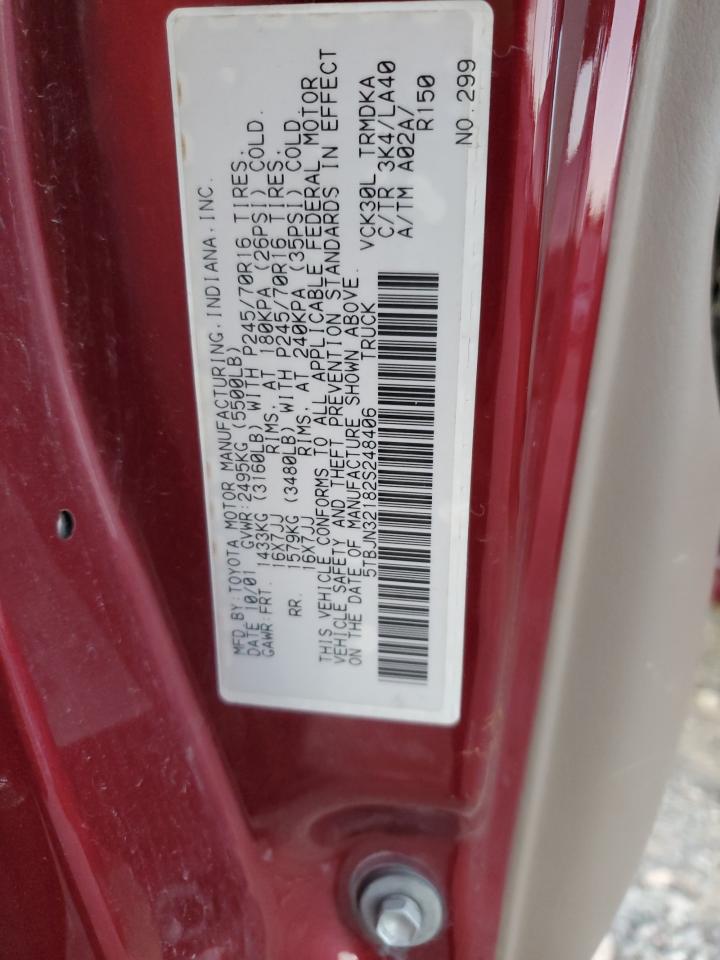 MFD. BY: TOYOTA MOTOR MANUFACTURING, INDIANA, INC.
DATE 10/01 GVWR: 2495KG (5500LB)
GAWR: FRT. 1433KG (3160LB) WITH P245/70R16 TIRES.
16X7JJ RIMS. AT 180KPA (26PSI) COLD.
RR. 1579KG (3480LB) WITH P245/70R16 TIRES.
16X7JJ RIMS. AT 240KPA (35PSI) COLD.
THIS VEHICLE CONFORMS TO ALL APPLICABLE FEDERAL MOTOR
VEHICLE SAFETY AND THEFT PREVENTION STANDARDS IN EFFECT
ON THE DATE OF MANUFACTURE SHOWN ABOVE.
5TBJN32182S248406 TRUCK
VCK30L TRMDKA
C/TR 3K4/LA40
A/TM A02A/
R150
NO. 299